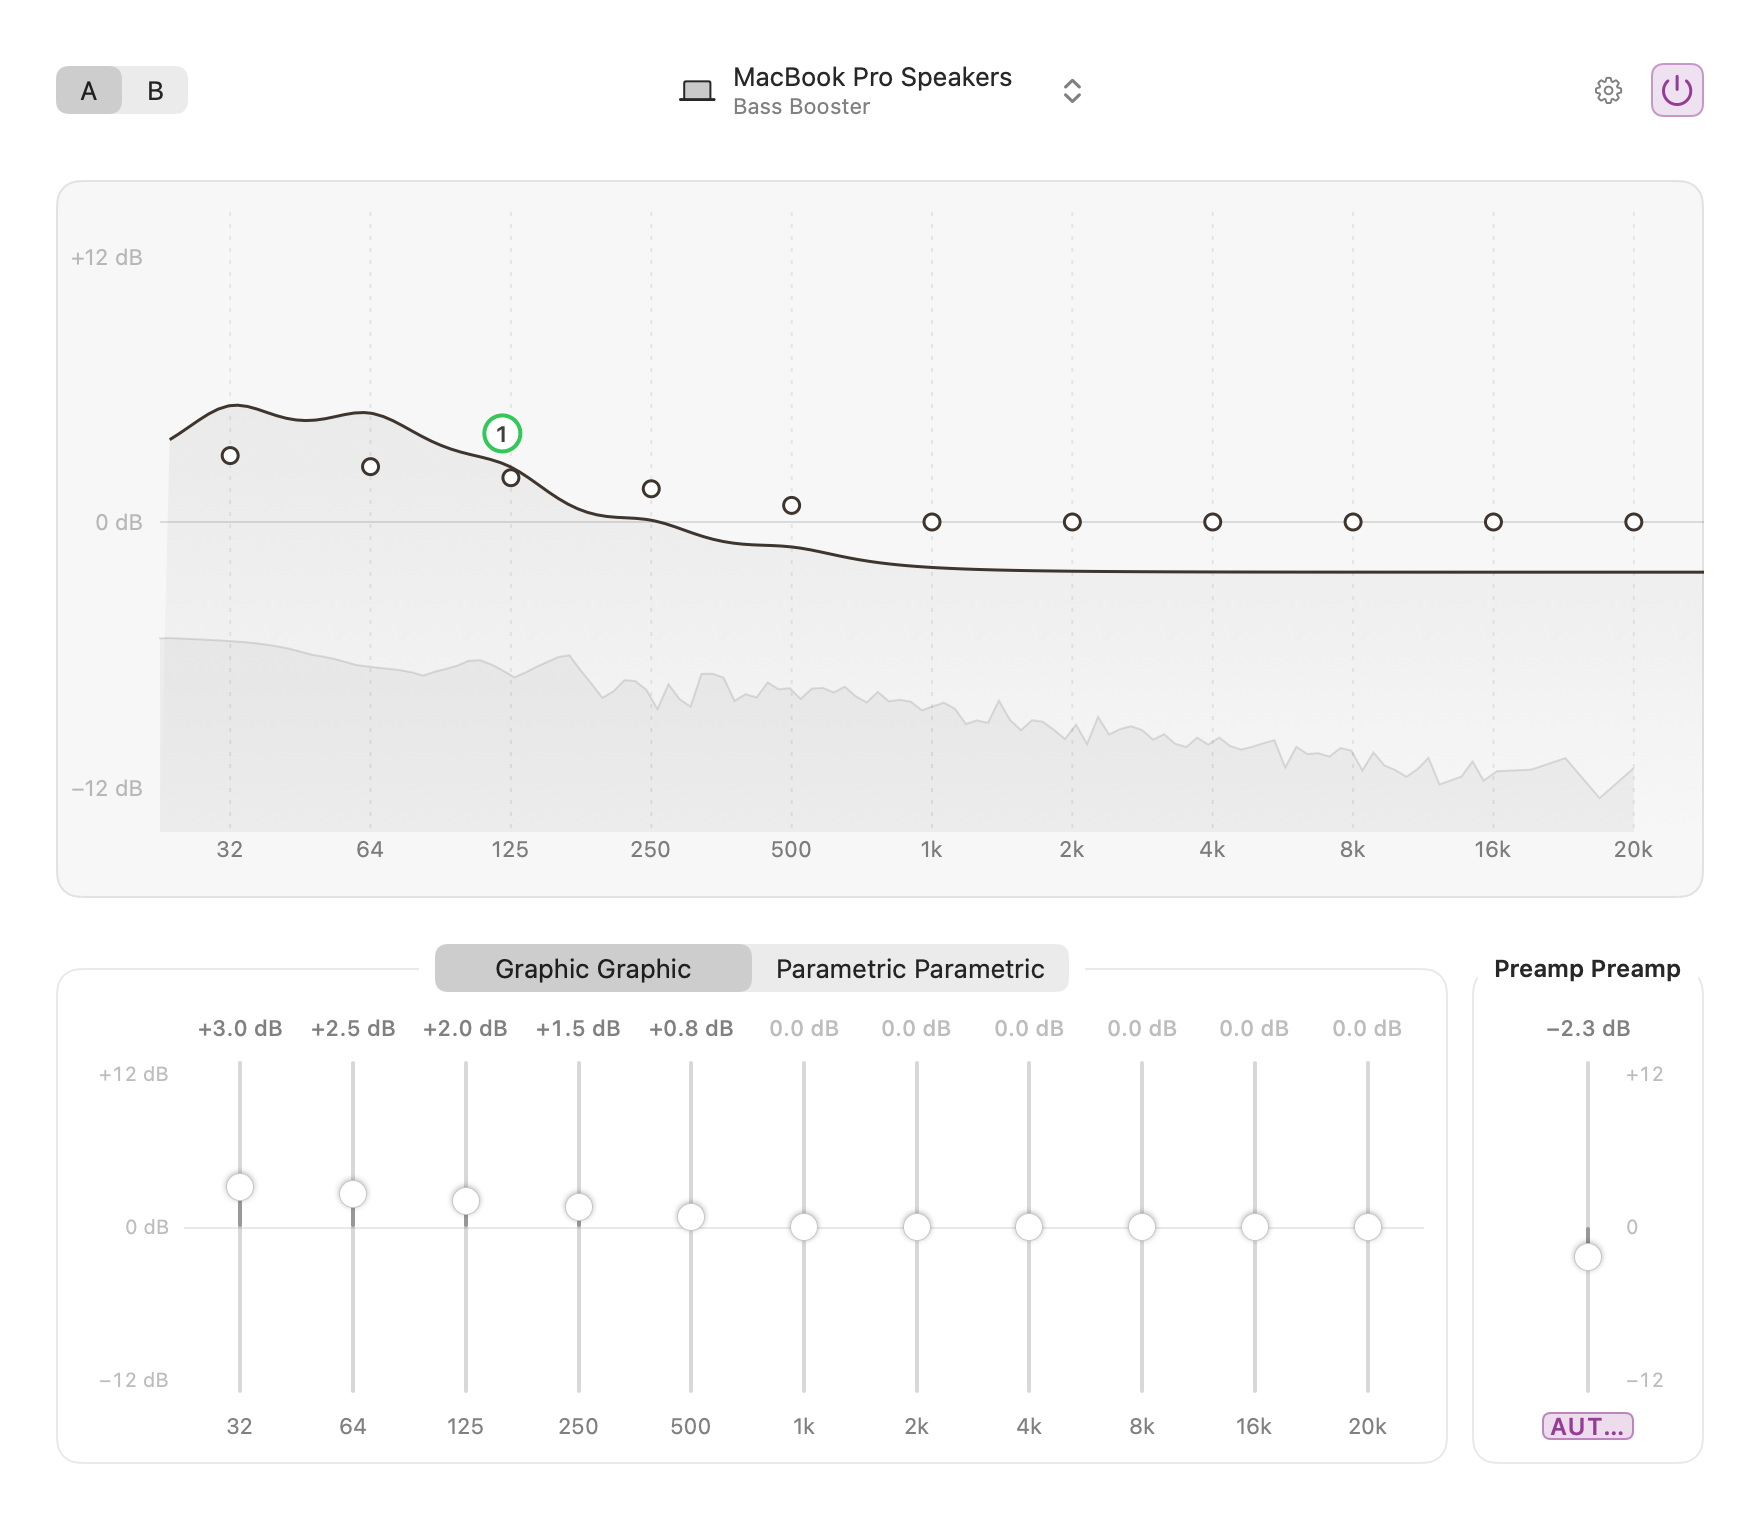 A B
MacBook Pro Speakers
Bass Booster
+12 dB
1
0 dB
−12 dB
32 64 125 250 500 1k 2k 4k 8k 16k 20k
Graphic Graphic Parametric Parametric
Preamp Preamp
+3.0 dB +2.5 dB +2.0 dB +1.5 dB +0.8 dB 0.0 dB 0.0 dB 0.0 dB 0.0 dB 0.0 dB 0.0 dB
−2.3 dB
+12 dB
+12
0 dB
0
−12 dB
−12
32 64 125 250 500 1k 2k 4k 8k 16k 20k
AUT...